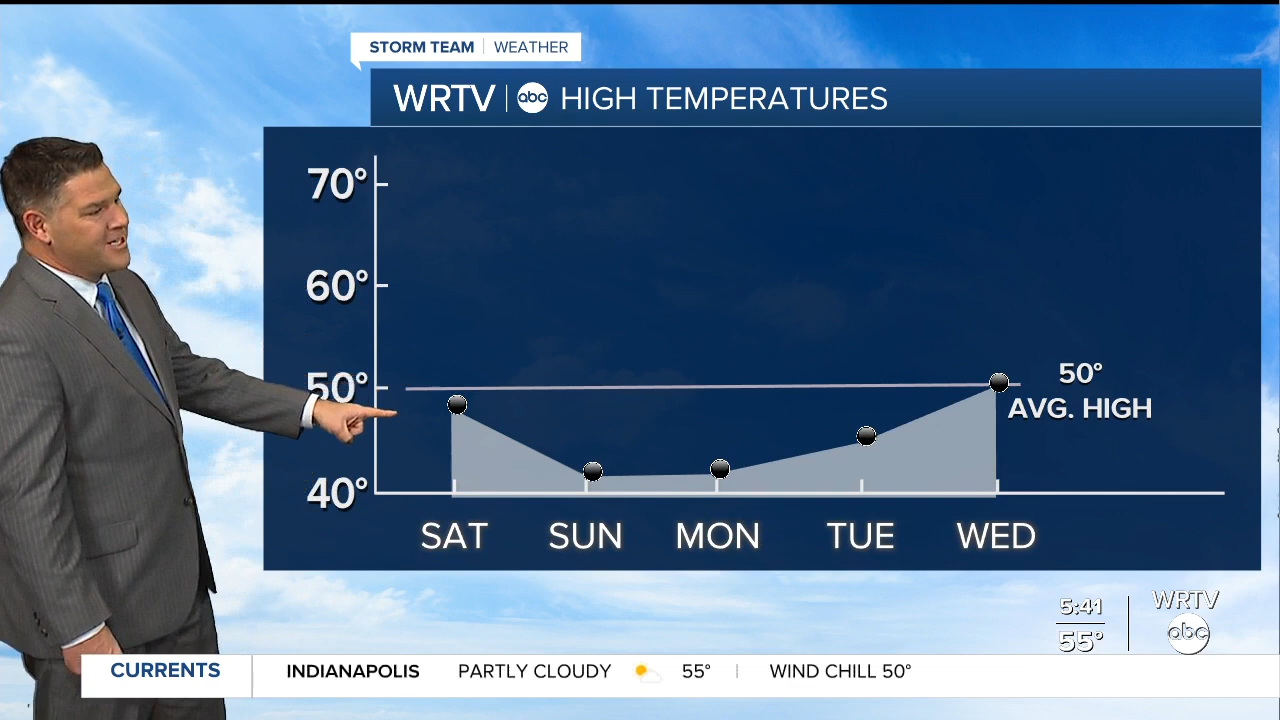 STORM TEAM | WEATHER
WRTV | abc HIGH TEMPERATURES
70°
60°
50°
50°
AVG. HIGH
40°
SAT SUN MON TUE WED
5:41
55°
WRTV
abc
CURRENTS INDIANAPOLIS PARTLY CLOUDY 55° | WIND CHILL 50°